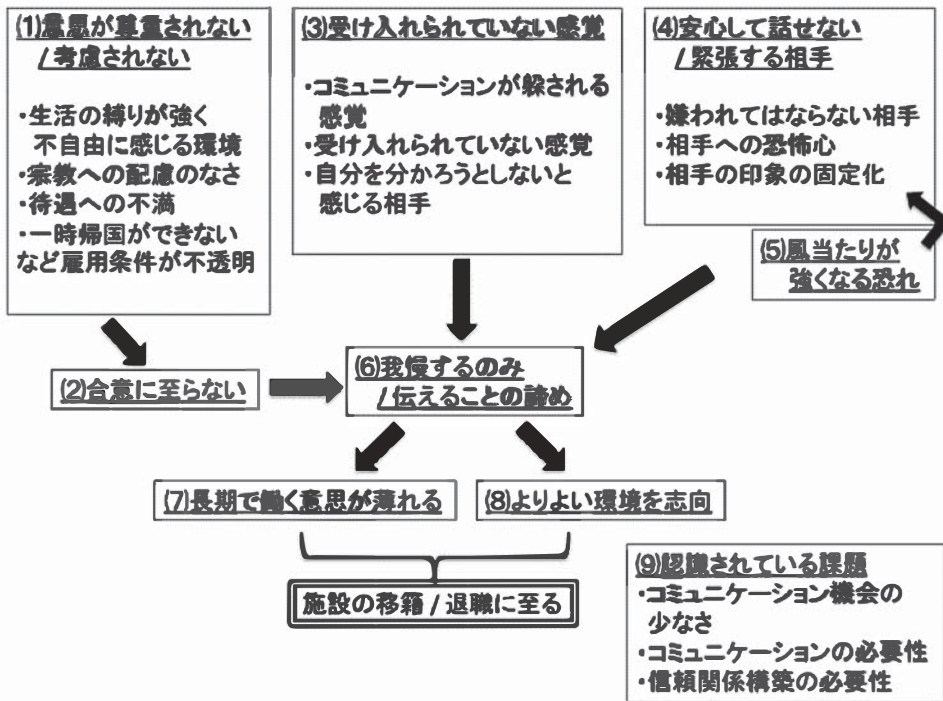 (1)意思が尊重されない
/考慮されない
・生活の縛りが強く
不自由に感じる環境
・宗教への配慮のなさ
・待遇への不満
・一時帰国ができない
など雇用条件が不透明
(2)合意に至らない
(3)受け入れられていない感覚
・コミュニケーションが躱される
感覚
・受け入れられていない感覚
・自分を分かろうとしないと
感じる相手
(4)安心して話せない
/緊張する相手
・嫌われてはならない相手
・相手への恐怖心
・相手の印象の固定化
(5)風当たりが
強くなる恐れ
(6)我慢するのみ
/伝えることの諦め
(7)長期で働く意思が薄れる
(8)よりよい環境を志向
施設の移籍/退職に至る
(9)認識されている課題
・コミュニケーション機会の
少なさ
・コミュニケーションの必要性
・信頼関係構築の必要性